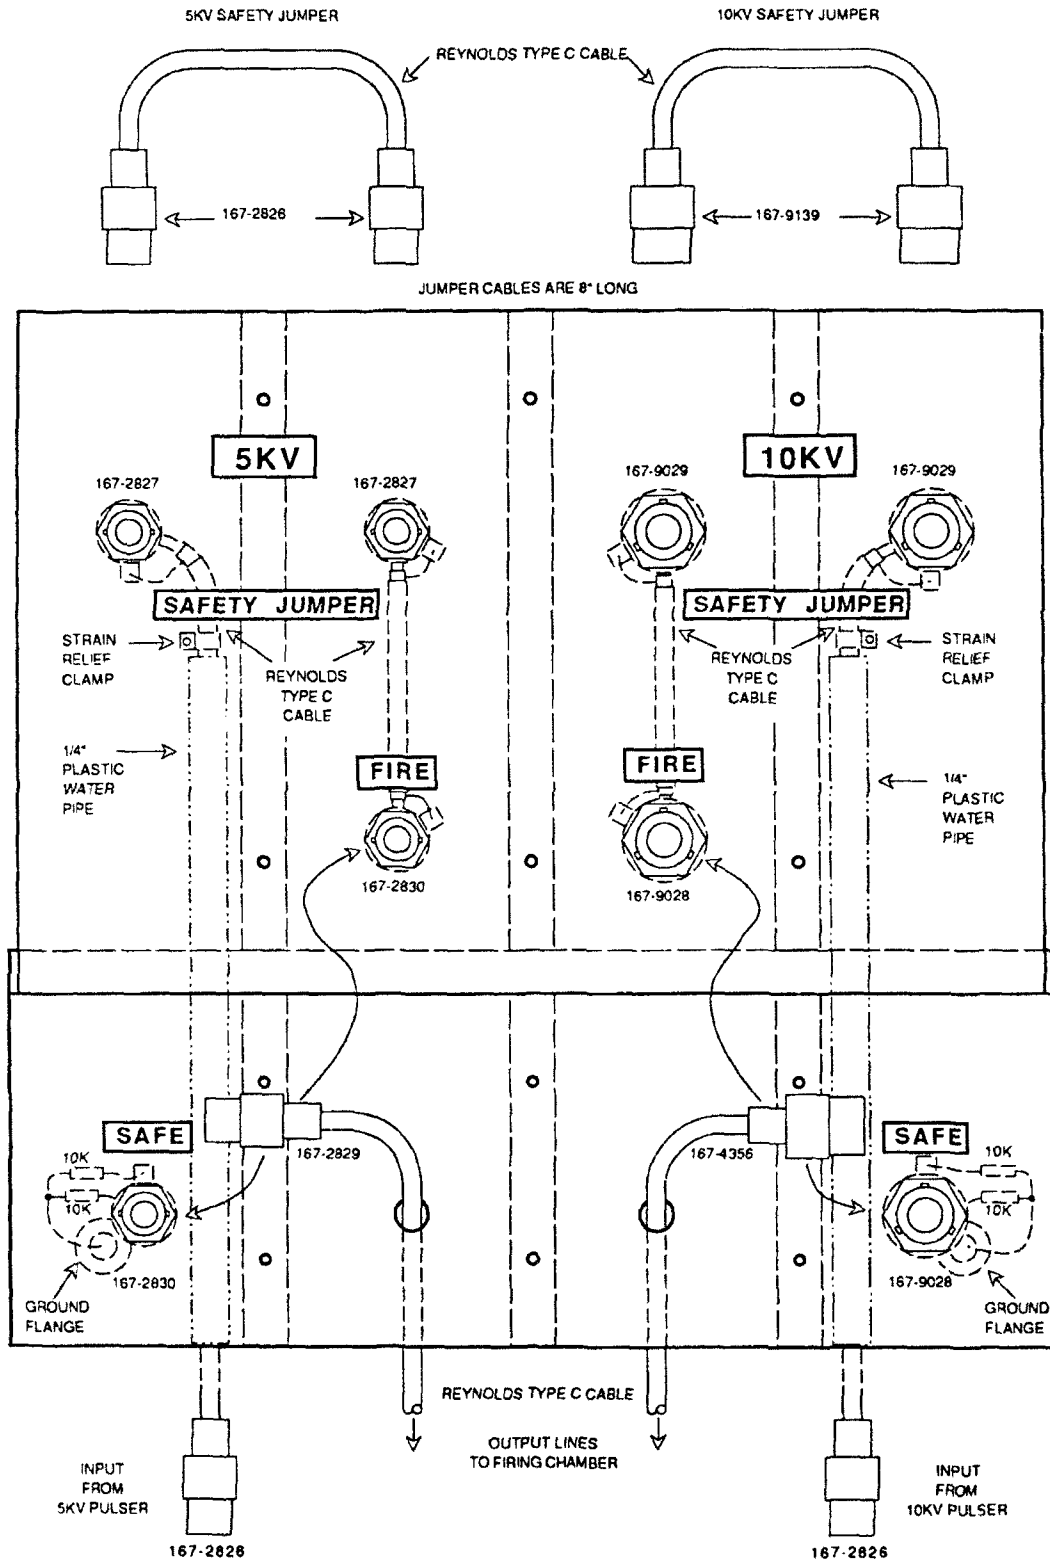 5KV SAFETY JUMPER
10KV SAFETY JUMPER
REYNOLDS TYPE C CABLE
167-2826
167-9139
JUMPER CABLES ARE 8" LONG
5KV
10KV
167-2827
167-2827
167-9029
167-9029
SAFETY JUMPER
SAFETY JUMPER
STRAIN
RELIEF
CLAMP
REYNOLDS
TYPE C
CABLE
REYNOLDS
TYPE C
CABLE
STRAIN
RELIEF
CLAMP
1/4"
PLASTIC
WATER
PIPE
FIRE
FIRE
1/4"
PLASTIC
WATER
PIPE
167-2830
167-9028
SAFE
167-2829
167-4356
SAFE
10K
10K
10K
10K
167-2830
167-9028
GROUND
FLANGE
GROUND
FLANGE
REYNOLDS TYPE C CABLE
OUTPUT LINES
TO FIRING CHAMBER
INPUT
FROM
5KV PULSER
INPUT
FROM
10KV PULSER
167-2826
167-2826